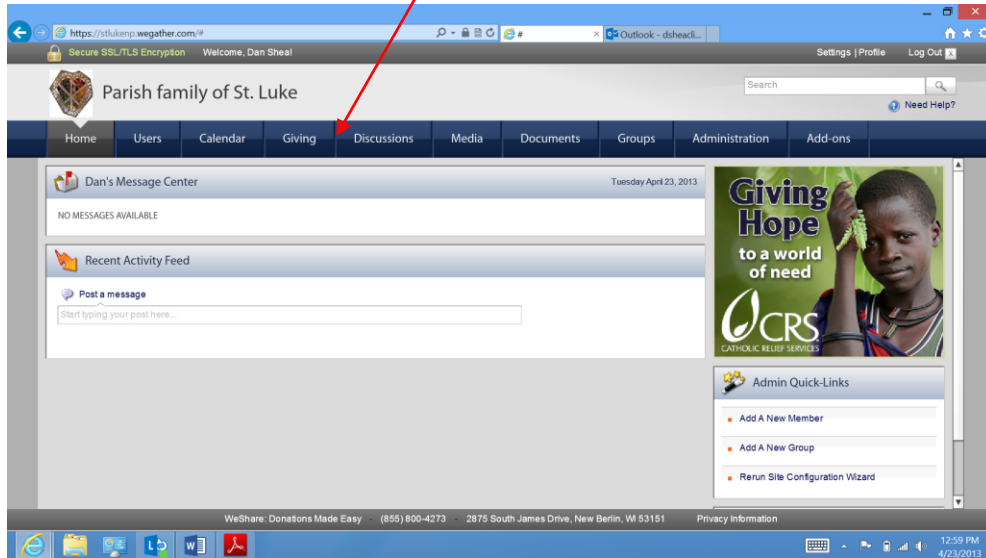 https://stlukenp.wegather.com/#
#
Outlook - dsheacli...
Secure SSL/TLS Encryption Welcome, Dan Shea!
Settings | Profile Log Out x
Parish family of St. Luke
Search
Need Help?
Home Users Calendar Giving Discussions Media Documents Groups Administration Add-ons
Dan's Message Center
Tuesday April 23, 2013
NO MESSAGES AVAILABLE
Recent Activity Feed
Post a message
Start typing your post here...
Giving
Hope
to a world
of need
CRS
CATHOLIC RELIEF SERVICES
Admin Quick-Links
Add A New Member
Add A New Group
Rerun Site Configuration Wizard
WeShare: Donations Made Easy - (855) 800-4273 - 2875 South James Drive, New Berlin, WI 53151 Privacy Information
12:59 PM
4/23/2013